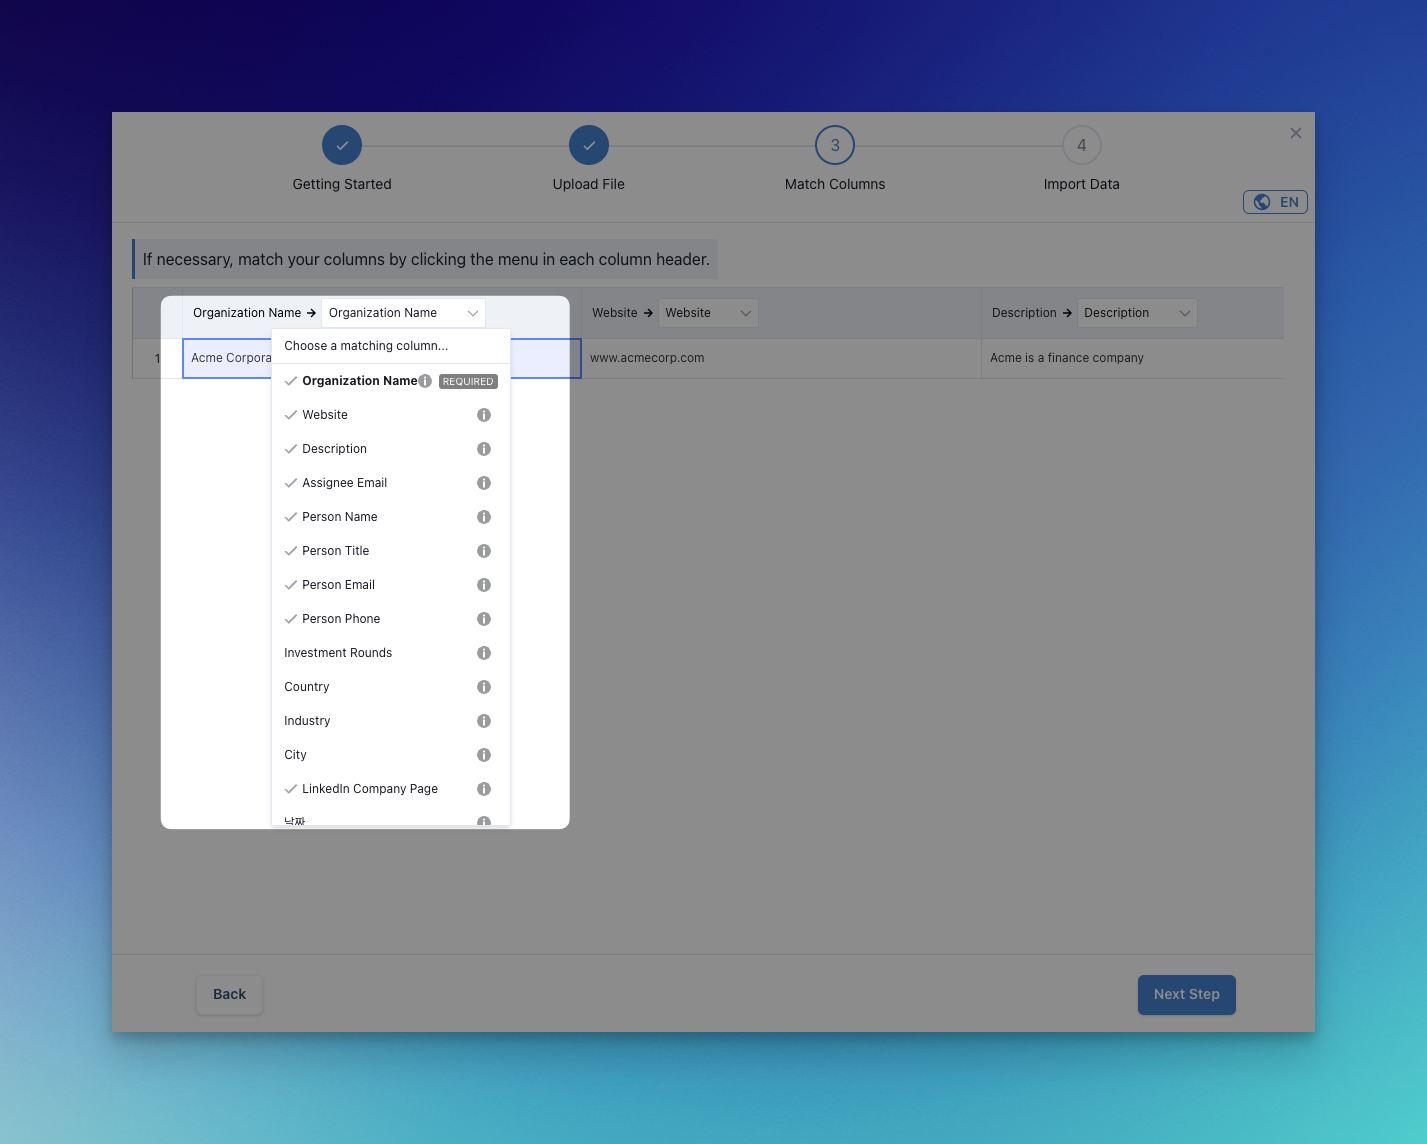 3
4
Getting Started
Upload File
Match Columns
Import Data
EN
If necessary, match your columns by clicking the menu in each column header.
Organization Name → Organization Name
Website → Website
Description → Description
1
Acme Corpora
www.acmecorp.com
Acme is a finance company
Choose a matching column...
Organization Name REQUIRED
Website
Description
Assignee Email
Person Name
Person Title
Person Email
Person Phone
Investment Rounds
Country
Industry
City
LinkedIn Company Page
날짜
Back
Next Step